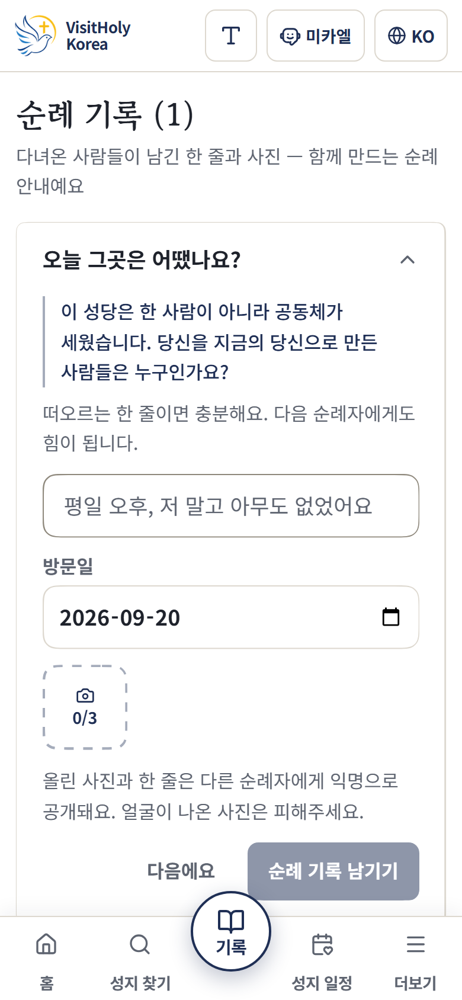 VisitHoly
Korea
미카엘
KO
순례 기록 (1)
다녀온 사람들이 남긴 한 줄과 사진 — 함께 만드는 순례
안내예요
오늘 그곳은 어땠나요?
이 성당은 한 사람이 아니라 공동체가
세웠습니다. 당신을 지금의 당신으로 만든
사람들은 누구인가요?
떠오르는 한 줄이면 충분해요. 다음 순례자에게도
힘이 됩니다.
평일 오후, 저 말고 아무도 없었어요
방문일
2026-09-20
0/3
올린 사진과 한 줄은 다른 순례자에게 익명으로
공개돼요. 얼굴이 나온 사진은 피해주세요.
다음에요
순례 기록 남기기
홈
성지 찾기
기록
성지 일정
더보기